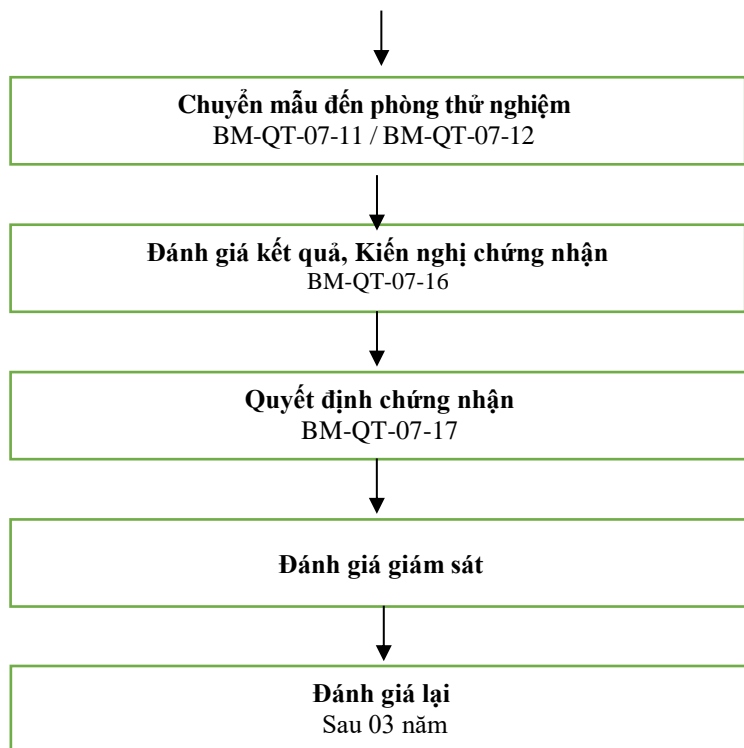 Chuyển mẫu đến phòng thử nghiệm
BM-QT-07-11 / BM-QT-07-12
Đánh giá kết quả, Kiến nghị chứng nhận
BM-QT-07-16
Quyết định chứng nhận
BM-QT-07-17
Đánh giá giám sát
Đánh giá lại
Sau 03 năm